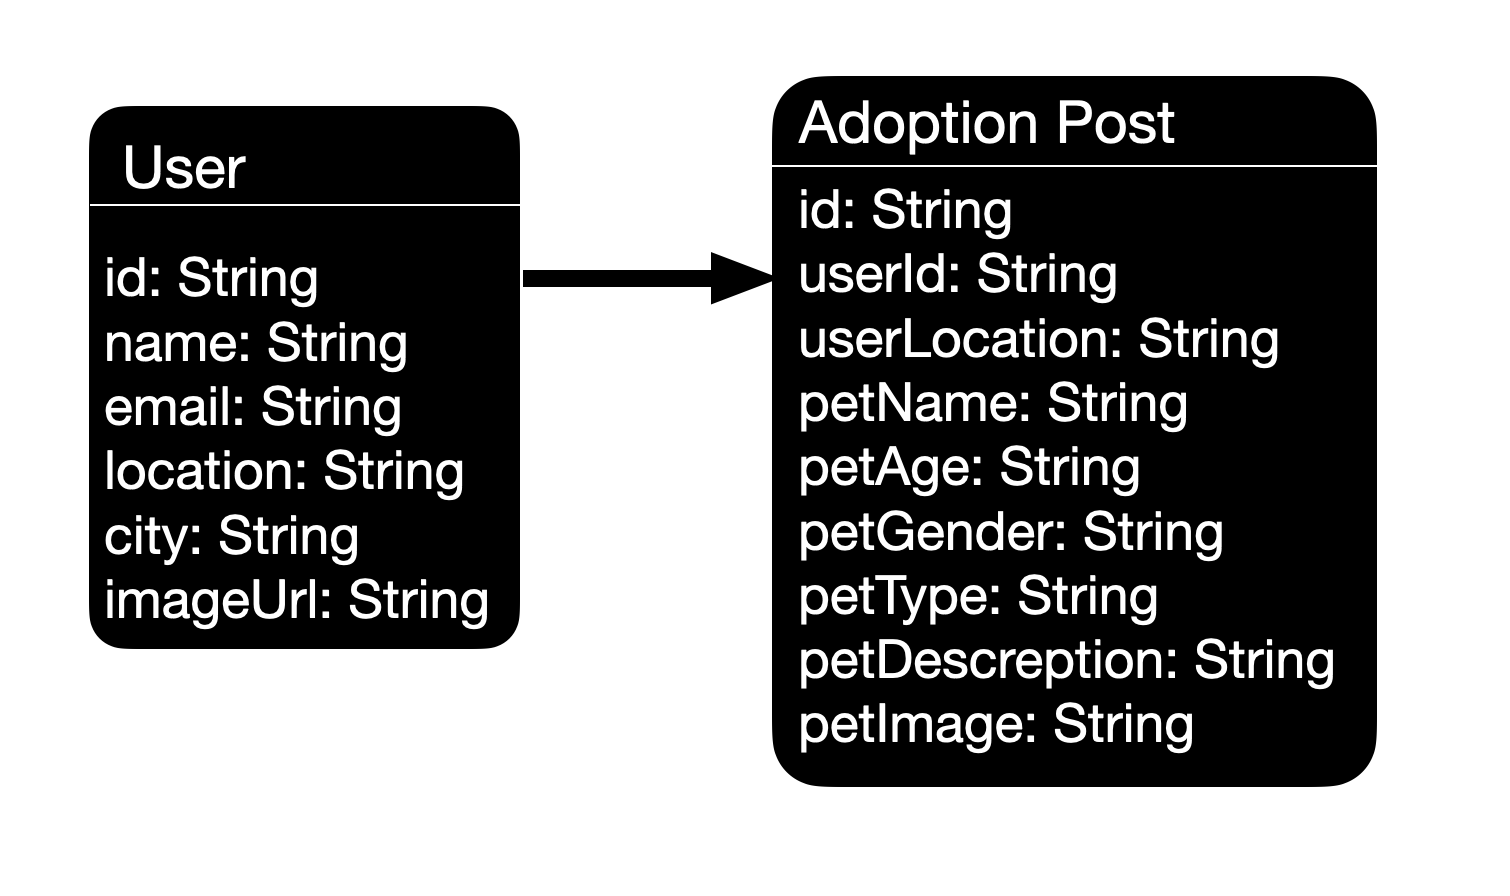 User
id: String
name: String
email: String
location: String
city: String
imageUrl: String
Adoption Post
id: String
userId: String
userLocation: String
petName: String
petAge: String
petGender: String
petType: String
petDescreption: String
petImage: String